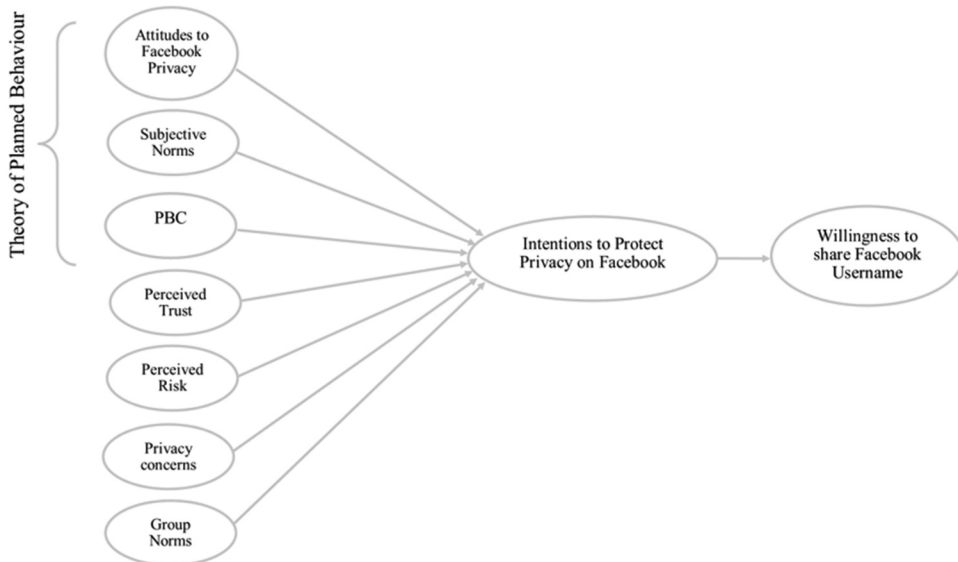 Theory of Planned Behaviour
Attitudes to
Facebook
Privacy
Subjective
Norms
PBC
Perceived
Trust
Perceived
Risk
Privacy
concerns
Group
Norms
Intentions to Protect
Privacy on Facebook
Willingness to
share Facebook
Username